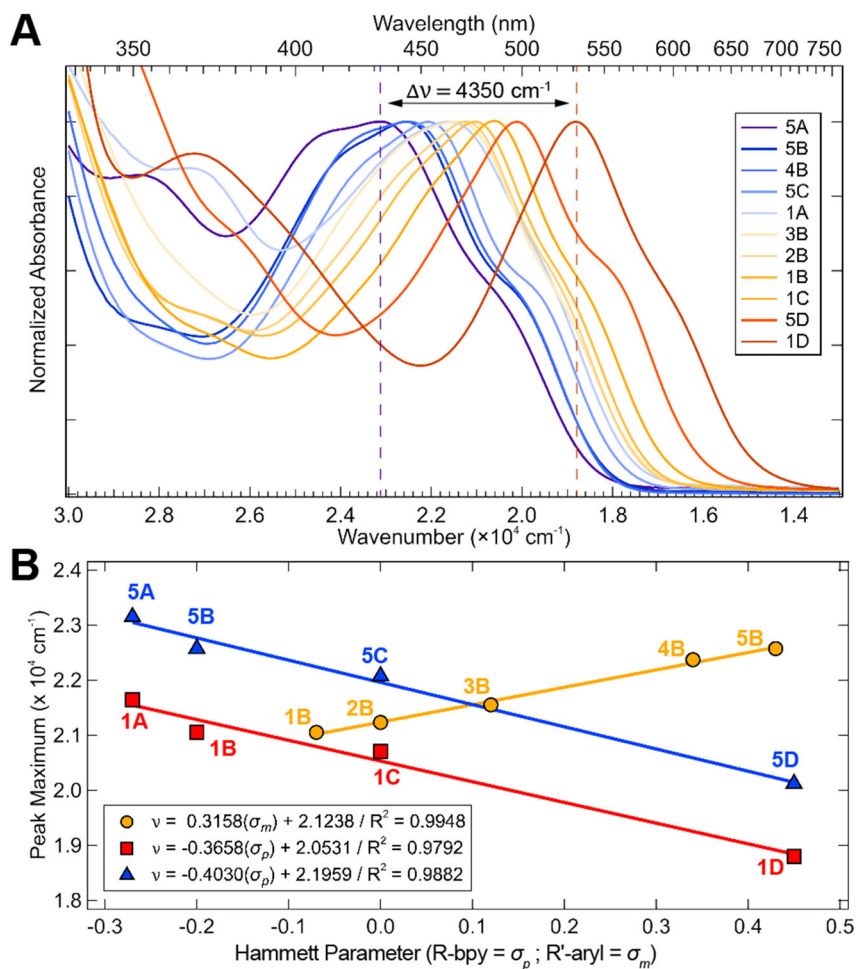 A
Wavelength (nm)
350 400 450 500 550 600 650 700 750
Δν = 4350 cm⁻¹
Normalized Absorbance
5A
5B
4B
5C
1A
3B
2B
1B
1C
5D
1D
3.0 2.8 2.6 2.4 2.2 2.0 1.8 1.6 1.4
Wavenumber (×10⁴ cm⁻¹)
B
2.4
2.3
2.2
2.1
2.0
1.9
1.8
Peak Maximum (x 10⁴ cm⁻¹)
5A
5B
5C
4B
5B
3B
2B
1B
1A
1B
1C
5D
1D
ν = 0.3158(σm) + 2.1238 / R² = 0.9948
ν = -0.3658(σp) + 2.0531 / R² = 0.9792
ν = -0.4030(σp) + 2.1959 / R² = 0.9882
-0.3 -0.2 -0.1 0.0 0.1 0.2 0.3 0.4 0.5
Hammett Parameter (R-bpy = σp ; R'-aryl = σm)